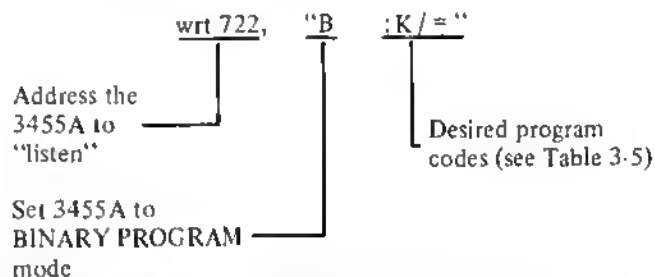 wrt 722, “B :K/=“
Address the
3455A to
“listen“
Desired program
codes (see Table 3-5)
Set 3455A to
BINARY PROGRAM
mode